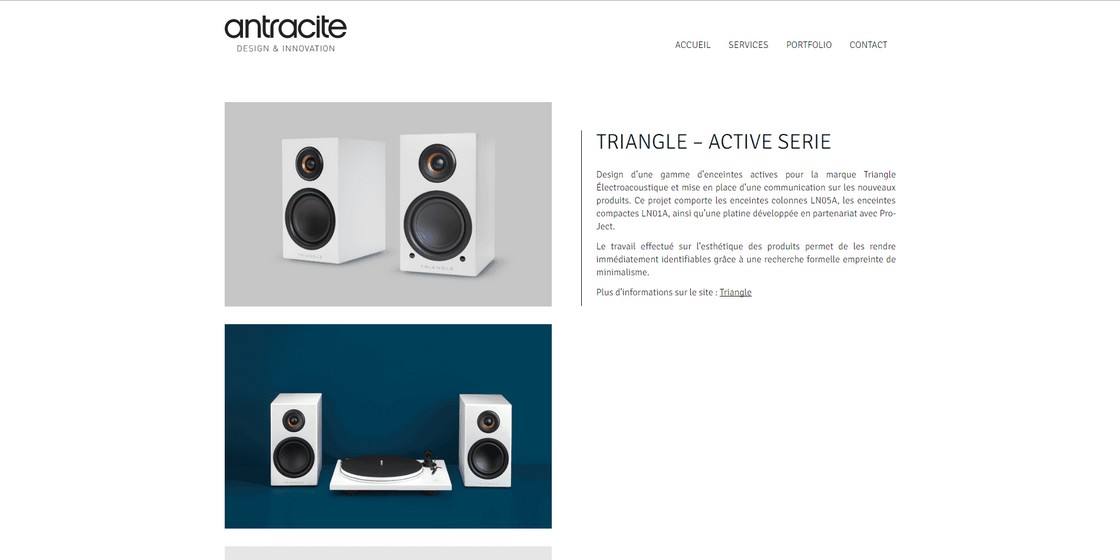 antracite
DESIGN & INNOVATION
ACCUEIL SERVICES PORTFOLIO CONTACT
TRIANGLE – ACTIVE SERIE
Design d'une gamme d'enceintes actives pour la marque Triangle
Électroacoustique et mise en place d'une communication sur les nouveaux
produits. Ce projet comporte les enceintes colonnes LN05A, les enceintes
compactes LN01A, ainsi qu'une platine développée en partenariat avec Pro-
Ject.
Le travail effectué sur l'esthétique des produits permet de les rendre
immédiatement identifiables grâce à une recherche formelle empreinte de
minimalisme.
Plus d'informations sur le site : Triangle
TRIANGLE
TRIANGLE